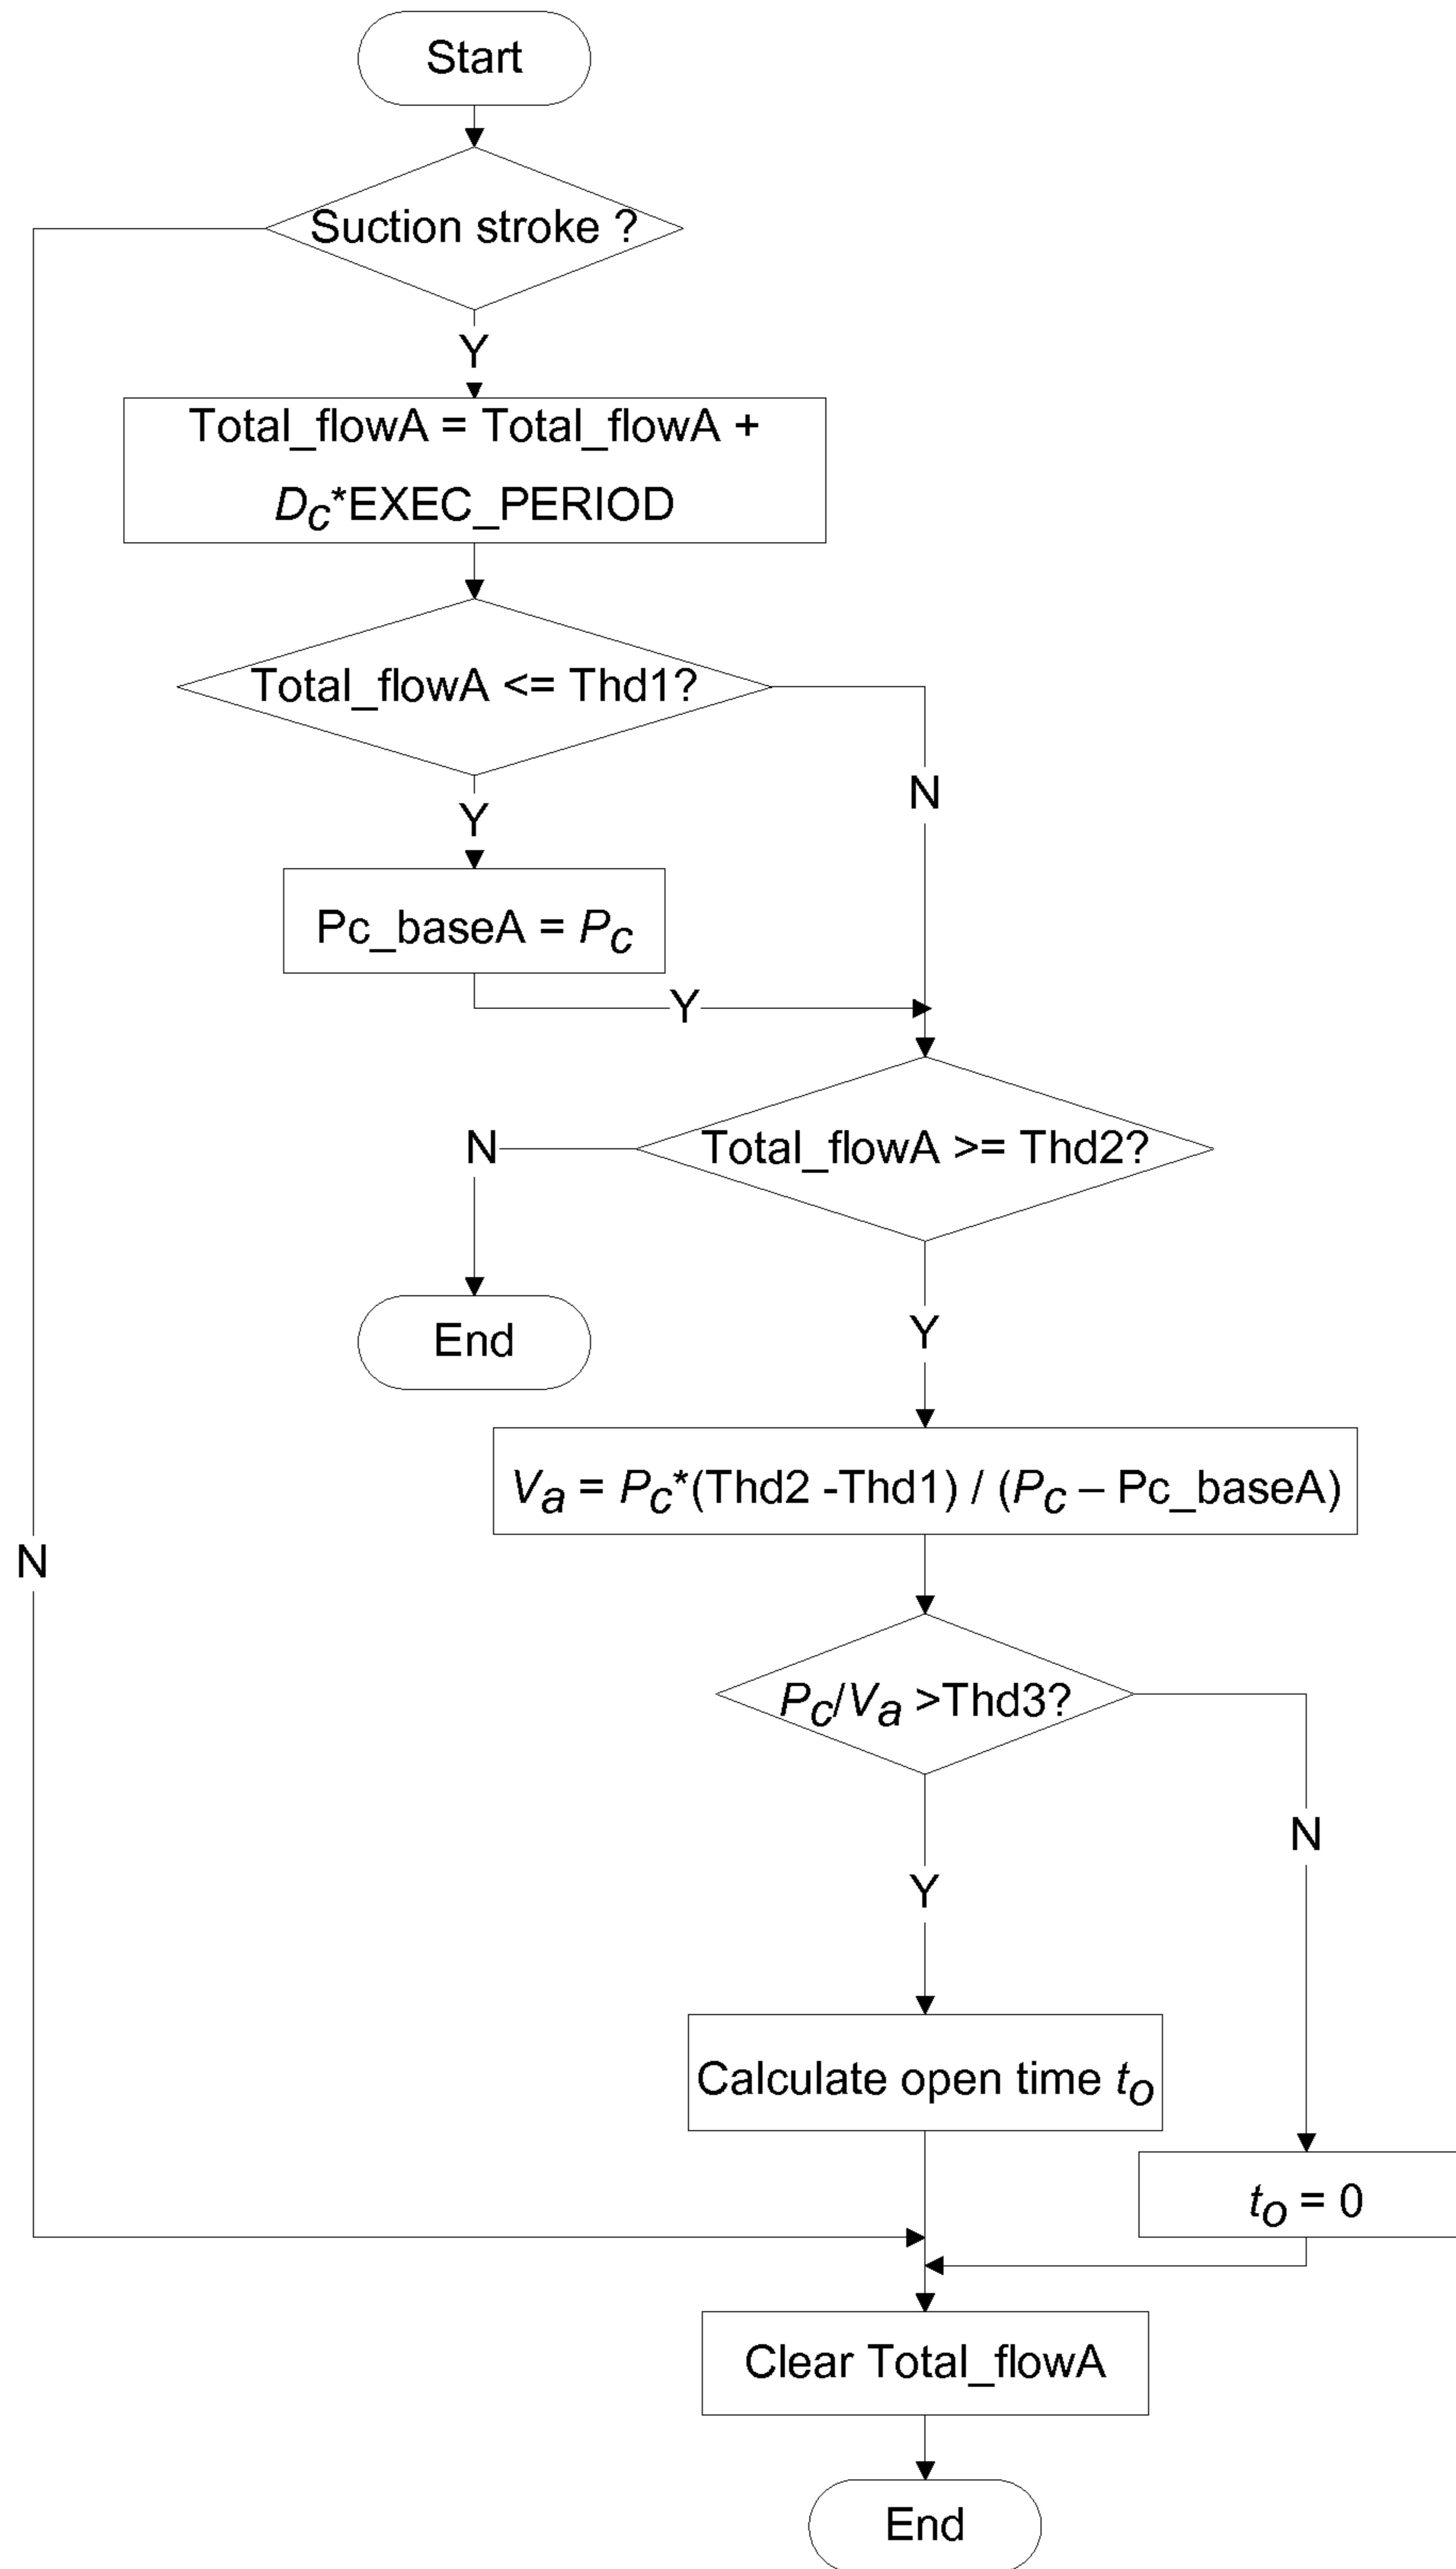 Start
Suction stroke ?
Y
Total_flowA = Total_flowA +
Dc*EXEC_PERIOD
Total_flowA <= Thd1?
N
Y
Pc_baseA = Pc
Y
Total_flowA >= Thd2?
N
End
Y
Va = Pc*(Thd2 -Thd1) / (Pc – Pc_baseA)
N
Pc/Va >Thd3?
N
Y
Calculate open time to
to = 0
Clear Total_flowA
End